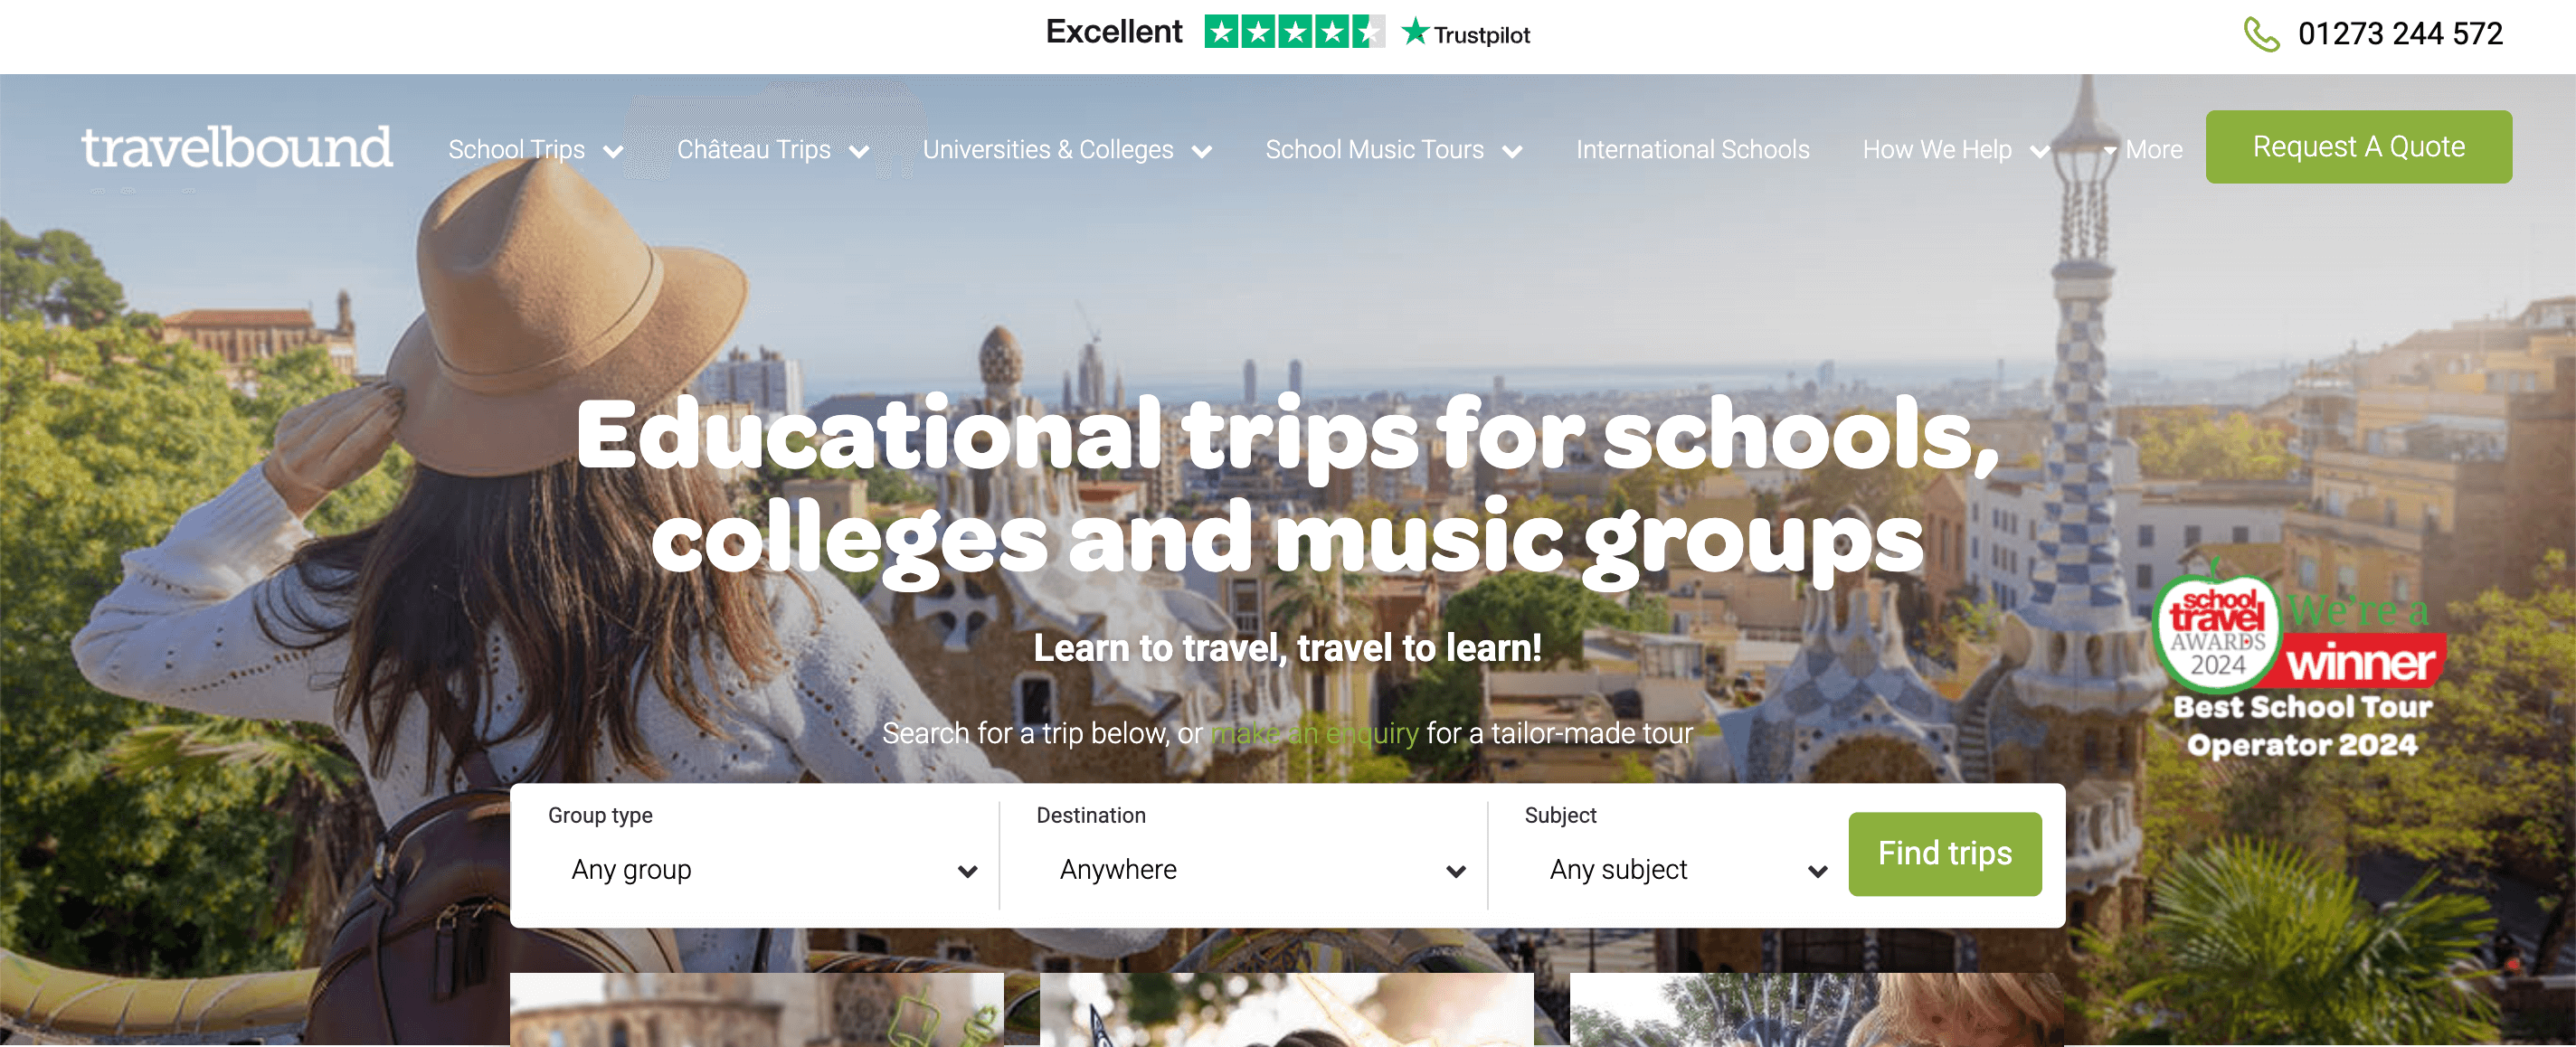 Excellent Trustpilot
01273 244 572
travelbound
School Trips Château Trips Universities & Colleges School Music Tours International Schools How We Help More Request A Quote
Educational trips for schools,
colleges and music groups
Learn to travel, travel to learn!
Search for a trip below, or make an enquiry for a tailor-made tour
school
travel
AWARDS
2024
We're a
winner
Best School Tour
Operator 2024
Group type Destination Subject
Any group Anywhere Any subject Find trips